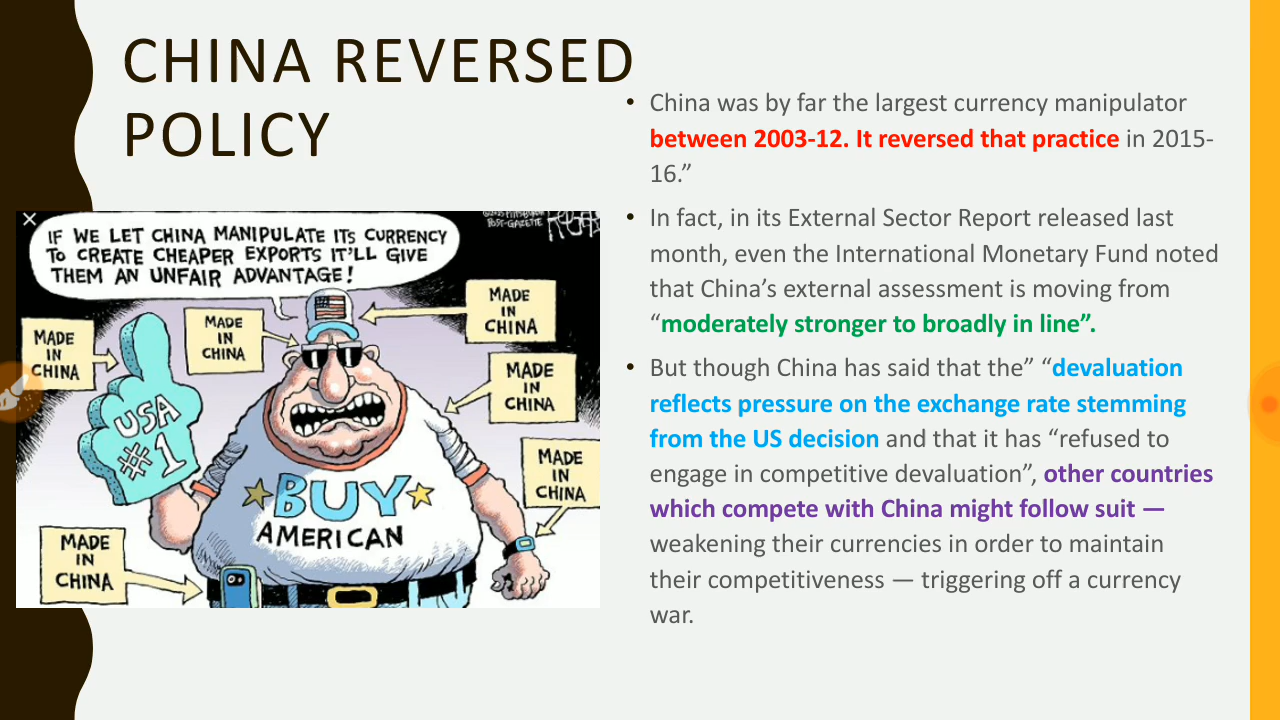 CHINA REVERSED
POLICY
• China was by far the largest currency manipulator
between 2003-12. It reversed that practice in 2015-
16.”
• In fact, in its External Sector Report released last
month, even the International Monetary Fund noted
that China’s external assessment is moving from
“moderately stronger to broadly in line”.
• But though China has said that the” “devaluation
reflects pressure on the exchange rate stemming
from the US decision and that it has “refused to
engage in competitive devaluation”, other countries
which compete with China might follow suit —
weakening their currencies in order to maintain
their competitiveness — triggering off a currency
war.
IF WE LET CHINA MANIPULATE ITS CURRENCY
TO CREATE CHEAPER EXPORTS IT'LL GIVE
THEM AN UNFAIR ADVANTAGE!
POST-GAZETTE
MADE
IN
CHINA
MADE
IN
CHINA
MADE
IN
CHINA
MADE
IN
CHINA
MADE
IN
CHINA
MADE
IN
CHINA
USA
#1
BUY
AMERICAN